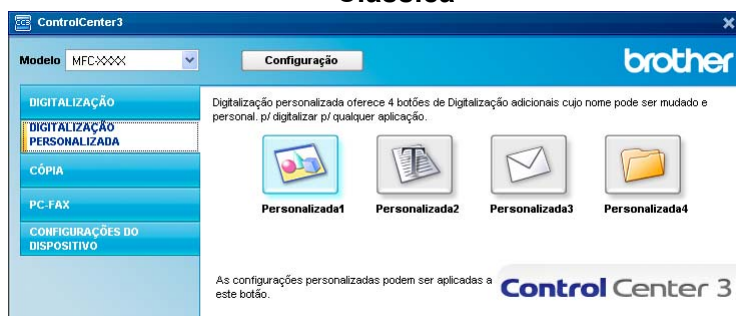 Clássica
ControlCenter3
Modelo MFC-XXXX
Configuração
brother
DIGITALIZAÇÃO
DIGITALIZAÇÃO
PERSONALIZADA
CÓPIA
PC-FAX
CONFIGURAÇÕES DO
DISPOSITIVO
Digitalização personalizada oferece 4 botões de Digitalização adicionais cujo nome pode ser mudado e
personal. p/ digitalizar p/ qualquer aplicação.
Personalizada1 Personalizada2 Personalizada3 Personalizada4
As configurações personalizadas podem ser aplicadas a
este botão.
Control Center 3